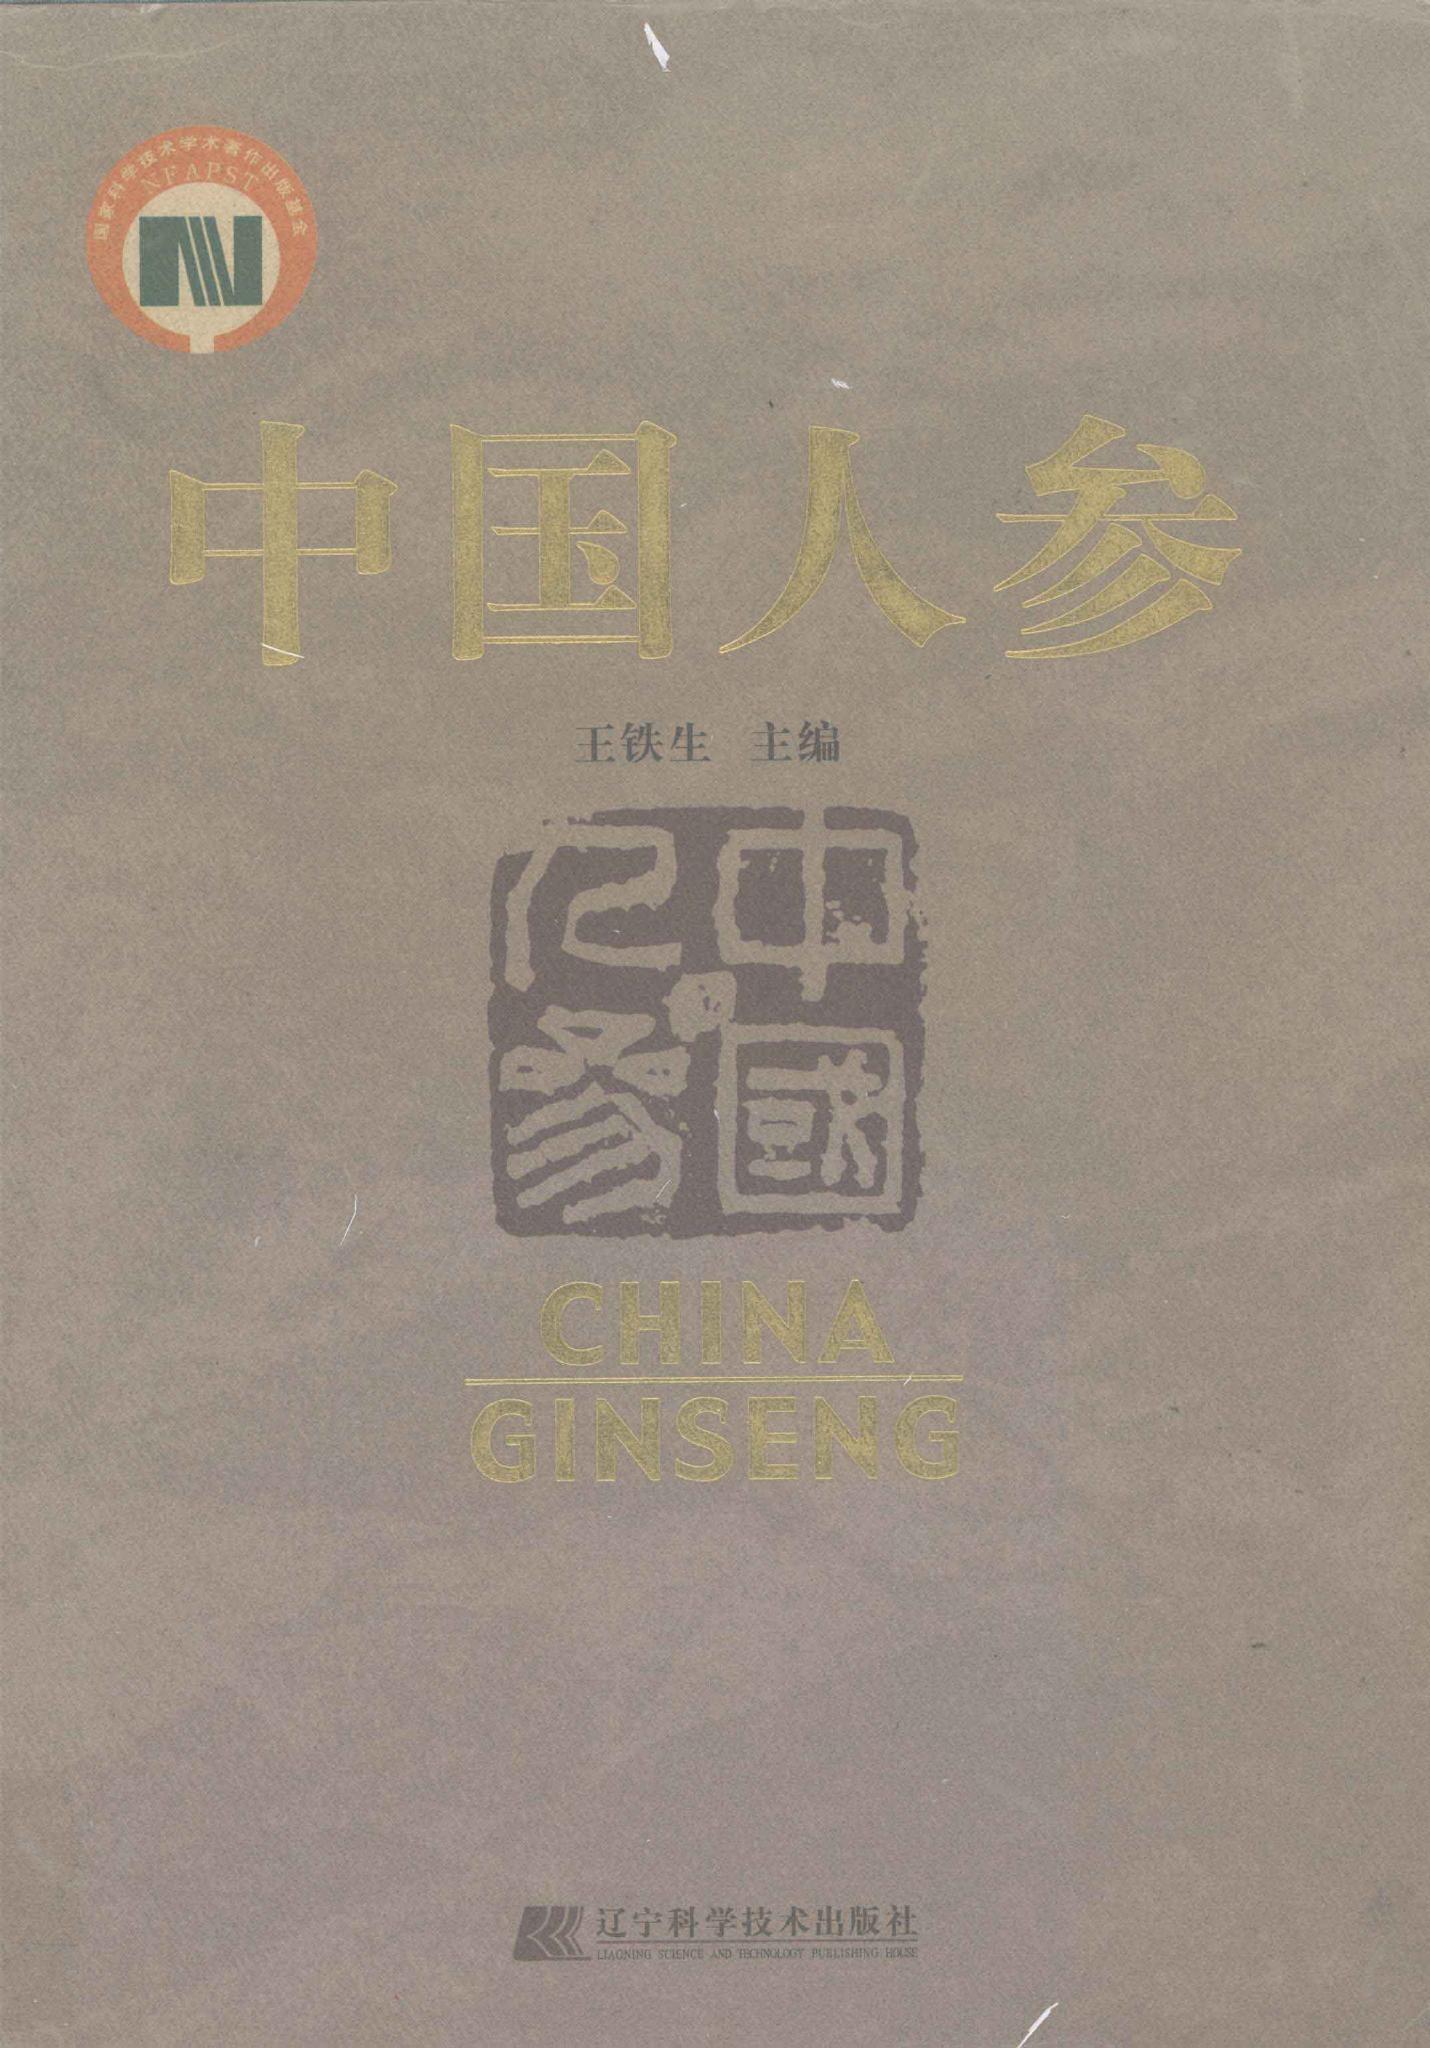 国家科学技术学术著作出版基金
NFAPST
中国人参
王铁生 主编
中國
人参
CHINA
GINSENG
辽宁科学技术出版社
LIAONING SCIENCE AND TECHNOLOGY PUBLISHING HOUSE